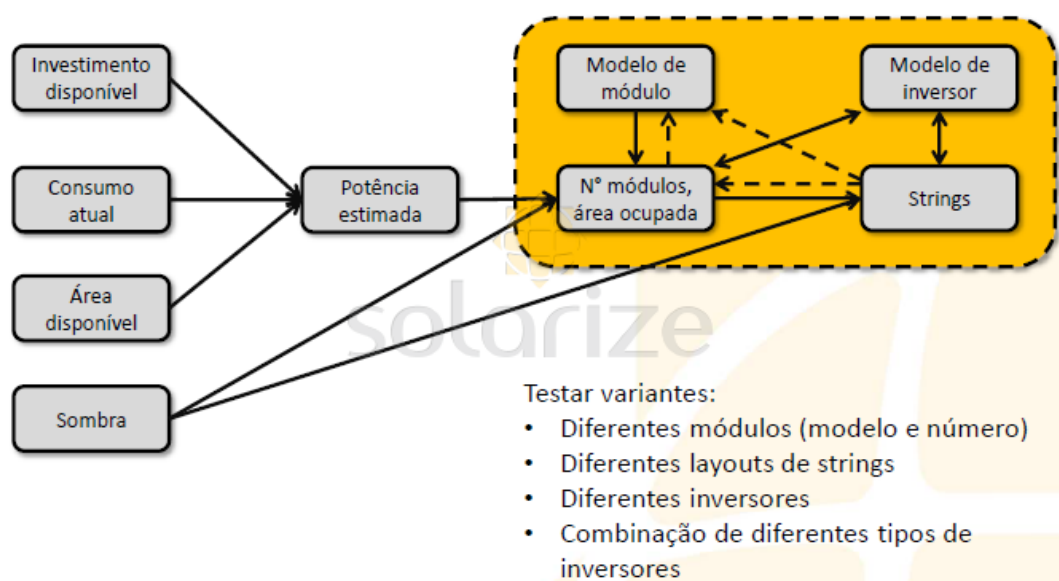 Investimento
disponível
Consumo
atual
Área
disponível
Sombra
Potência
estimada
Modelo de
módulo
Modelo de
inversor
N° módulos,
área ocupada
Strings
solarize
Testar variantes:
• Diferentes módulos (modelo e número)
• Diferentes layouts de strings
• Diferentes inversores
• Combinação de diferentes tipos de
inversores